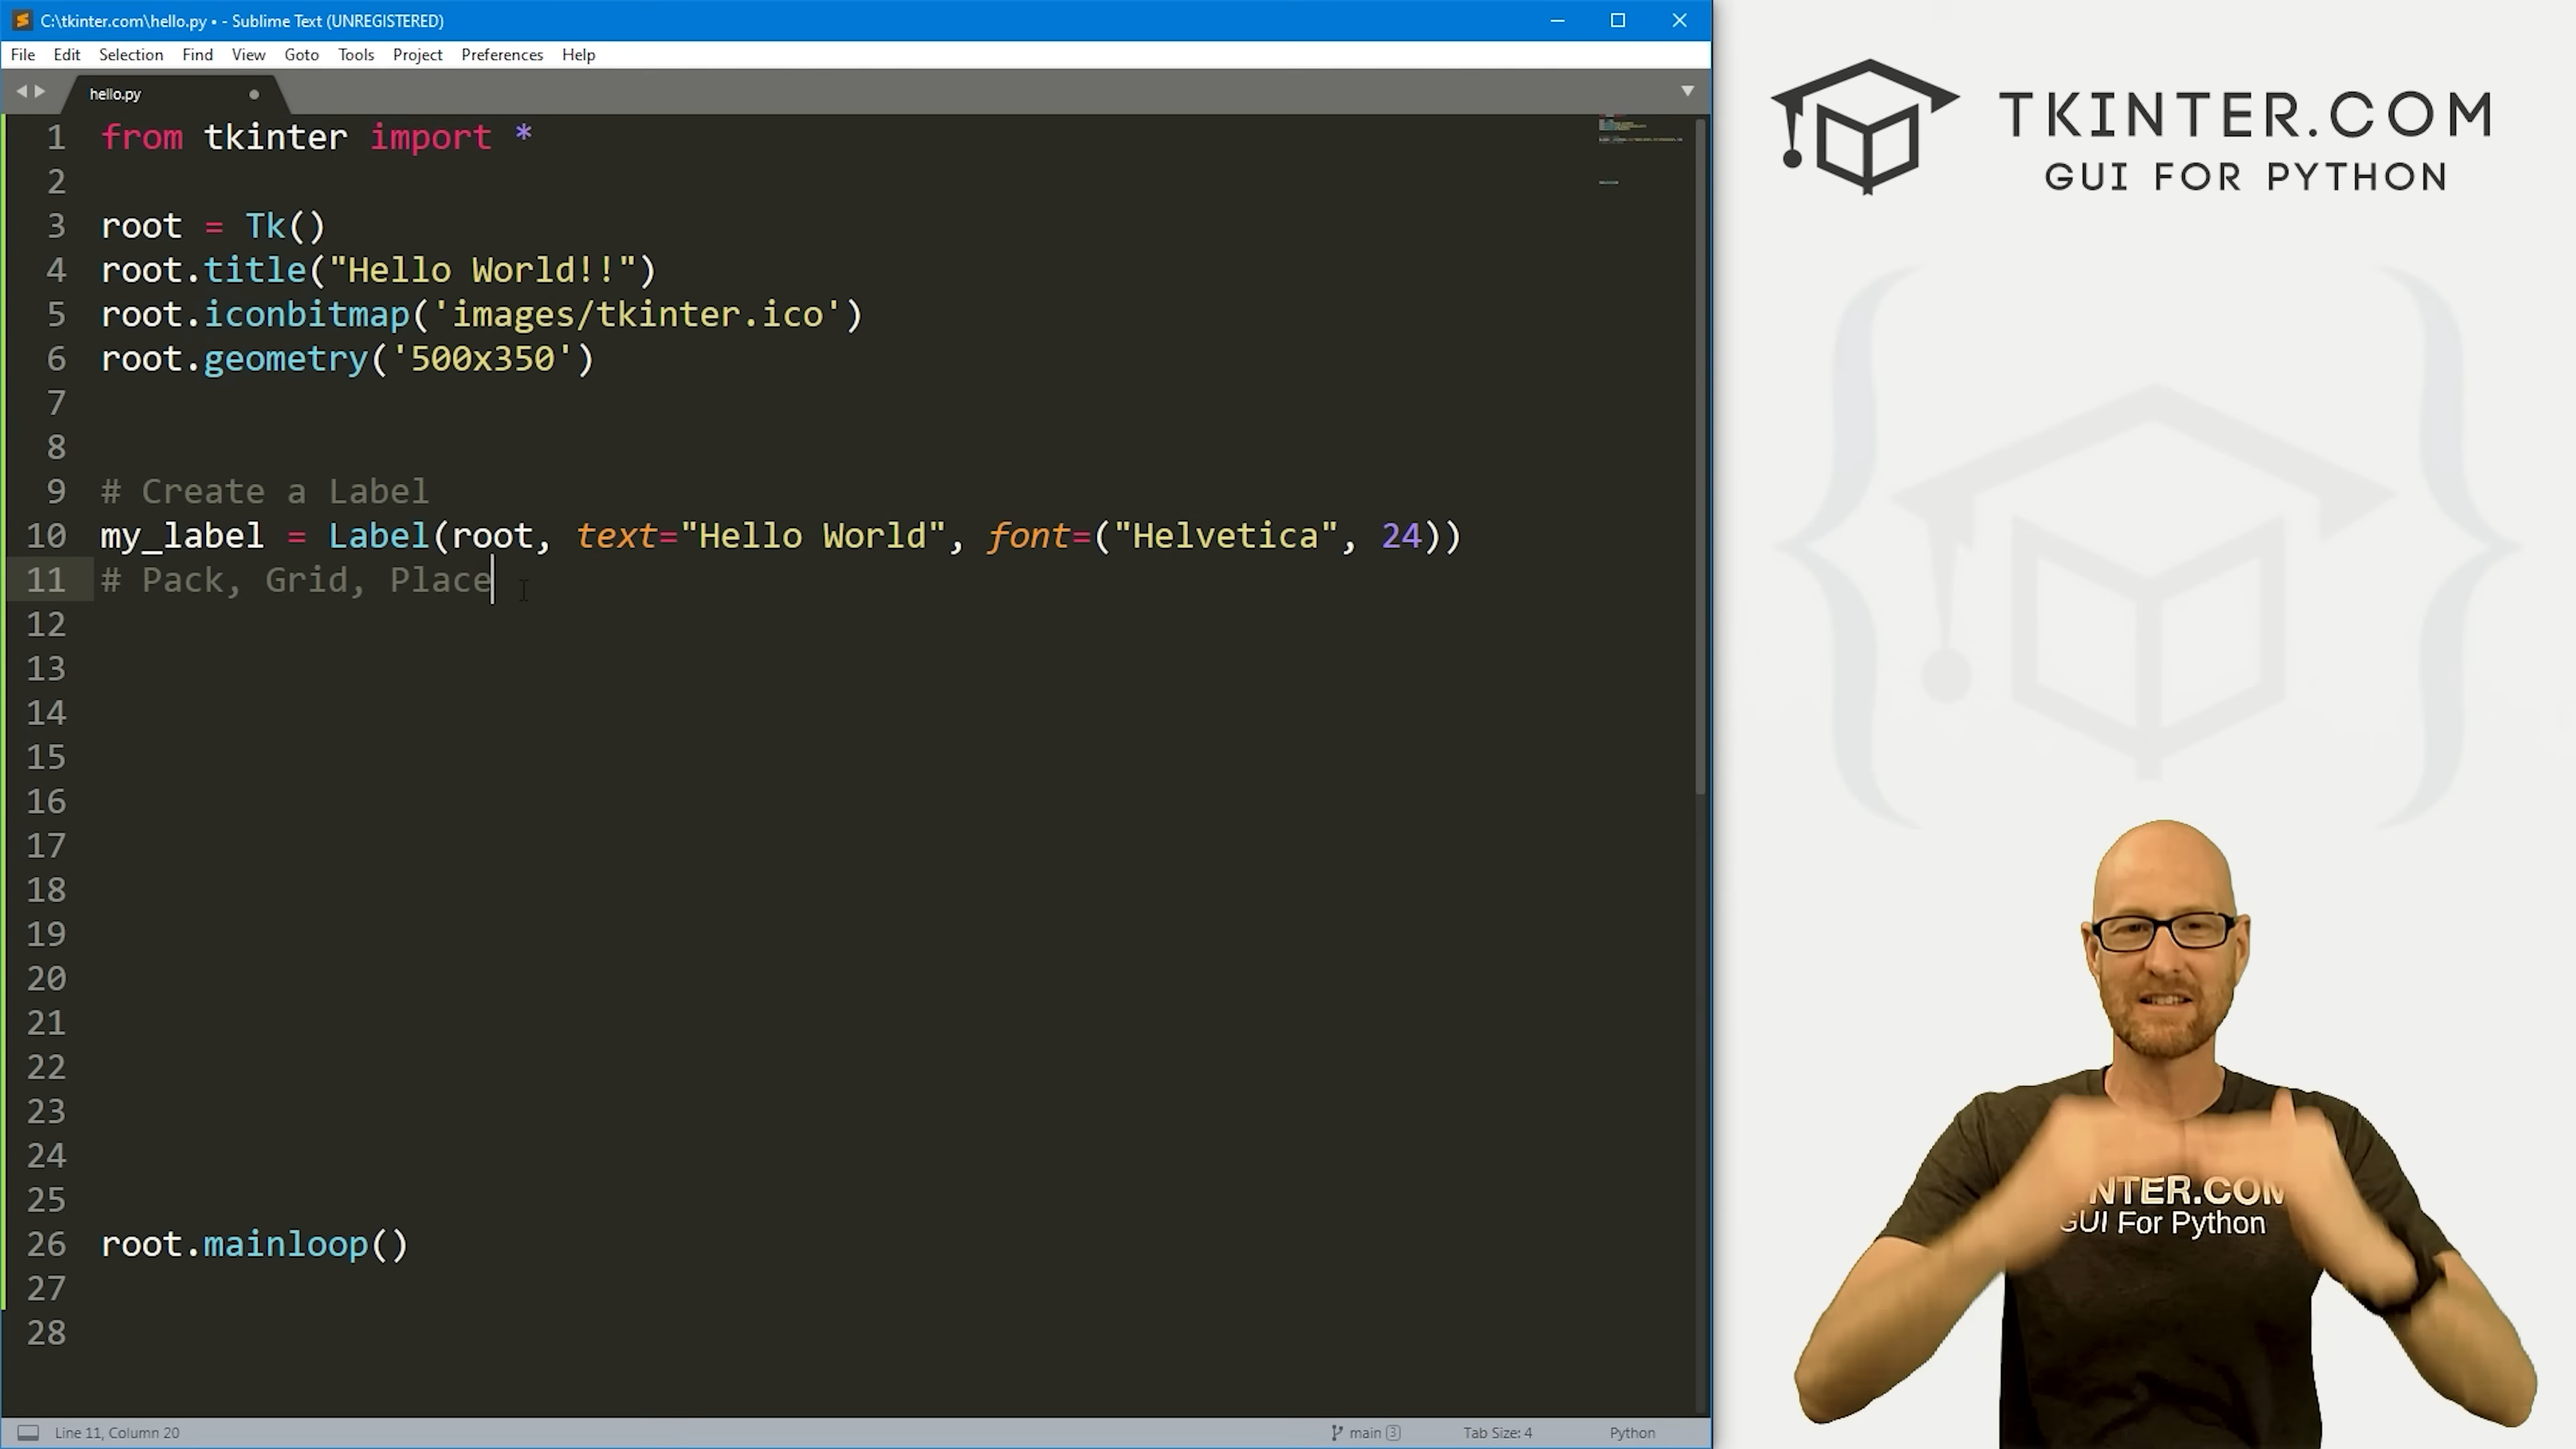 C:\tkinter.com\hello.py • - Sublime Text (UNREGISTERED)
File Edit Selection Find View Goto Tools Project Preferences Help
hello.py
1 from tkinter import *
2
3 root = Tk()
4 root.title("Hello World!!")
5 root.iconbitmap('images/tkinter.ico')
6 root.geometry('500x350')
7
8
9 # Create a Label
10 my_label = Label(root, text="Hello World", font=("Helvetica", 24))
11 # Pack, Grid, Place
12
13
14
15
16
17
18
19
20
21
22
23
24
25
26 root.mainloop()
27
28
Line 11, Column 20
main 3
Tab Size: 4
Python
TKINTER.COM
GUI FOR PYTHON
NTER.COM
GUI For Python